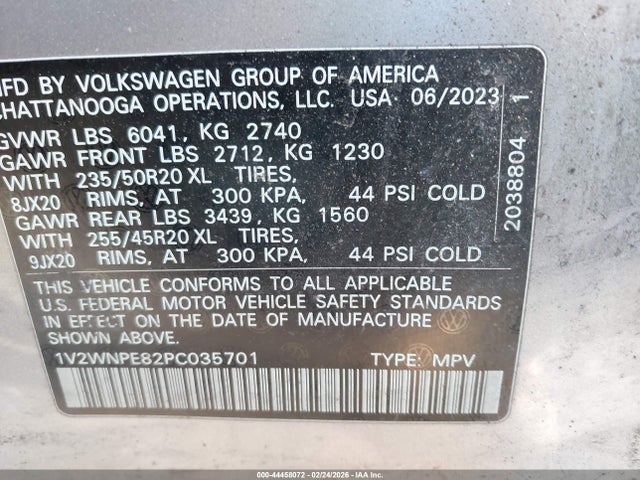 MFD BY VOLKSWAGEN GROUP OF AMERICA
CHATTANOOGA OPERATIONS, LLC. USA 06/2023
GVWR LBS 6041, KG 2740
GAWR FRONT LBS 2712, KG 1230
WITH 235/50R20 XL TIRES,
8JX20 RIMS, AT 300 KPA, 44 PSI COLD
GAWR REAR LBS 3439, KG 1560
WITH 255/45R20 XL TIRES,
9JX20 RIMS, AT 300 KPA, 44 PSI COLD
THIS VEHICLE CONFORMS TO ALL APPLICABLE
U.S. FEDERAL MOTOR VEHICLE SAFETY STANDARDS
IN EFFECT ON THE DATE OF MANUFACTURE
SHOWN ABOVE.
1V2WNPE82PC035701 TYPE: MPV
2038804 1
000-44458072 - 02/24/2026 - IAAI.COM